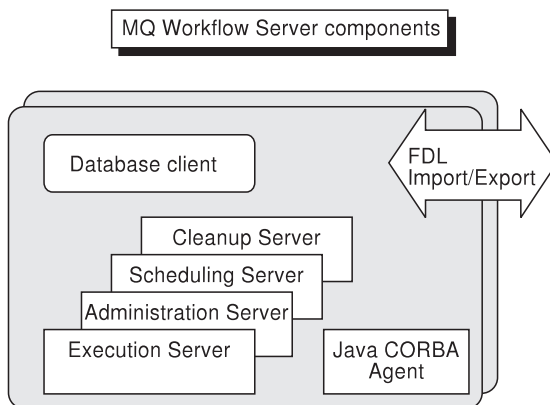 MQ Workflow Server components
FDL
Import/Export
Database client
Cleanup Server
Scheduling Server
Administration Server
Execution Server
Java CORBA
Agent